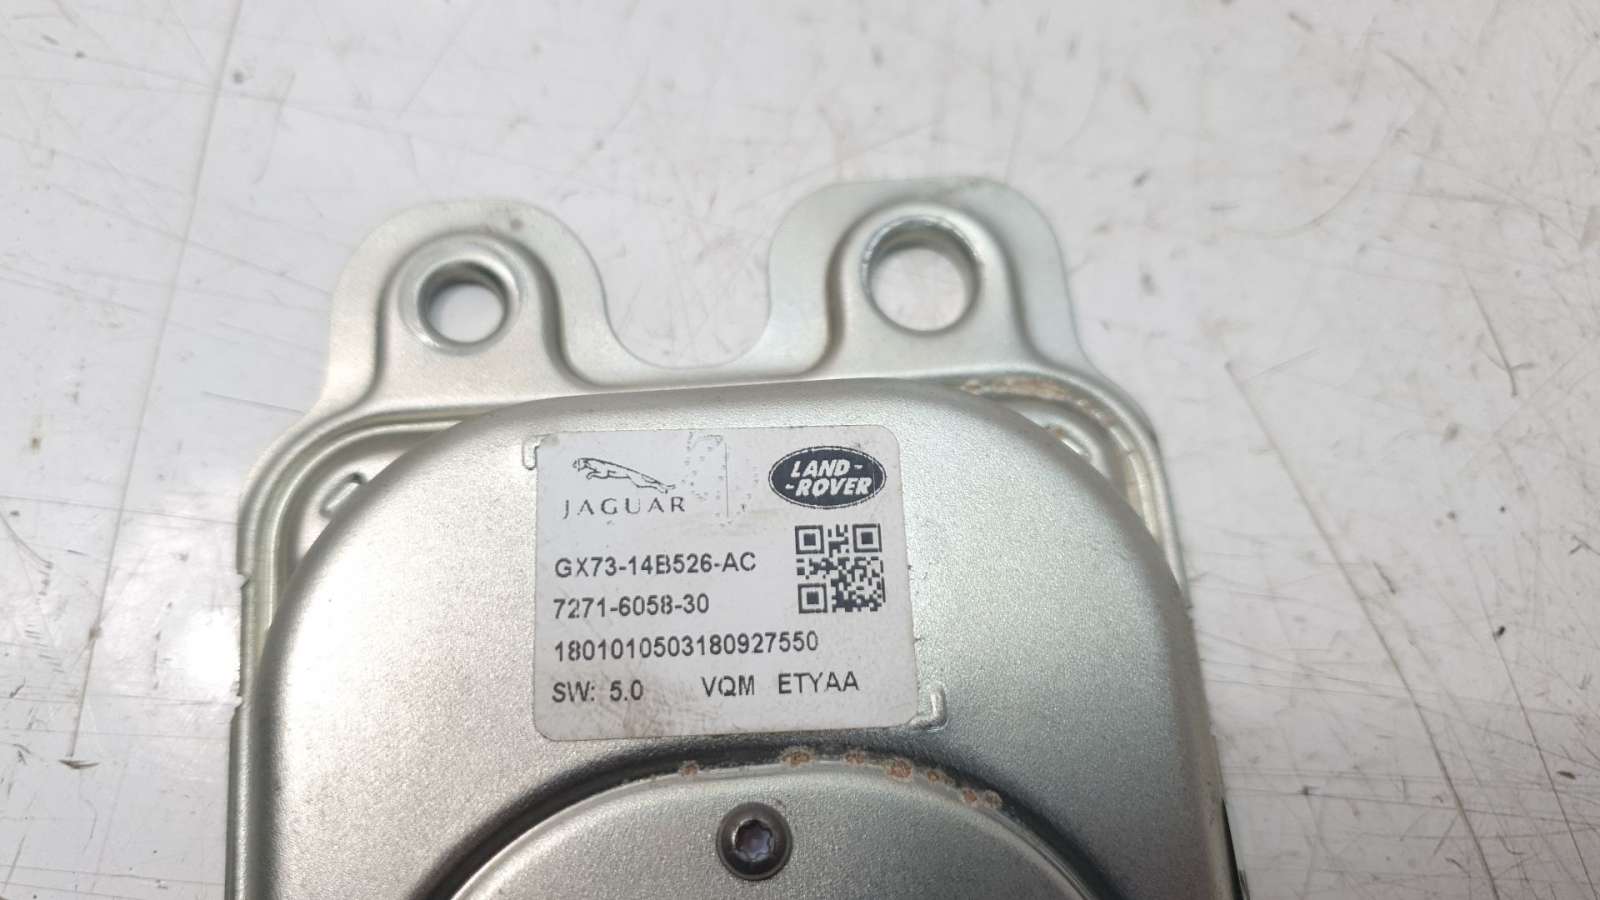 JAGUAR
LAND-
-ROVER
GX73-14B526-AC
7271-6058-30
1801010503180927550
SW: 5.0 VQM ETYAA